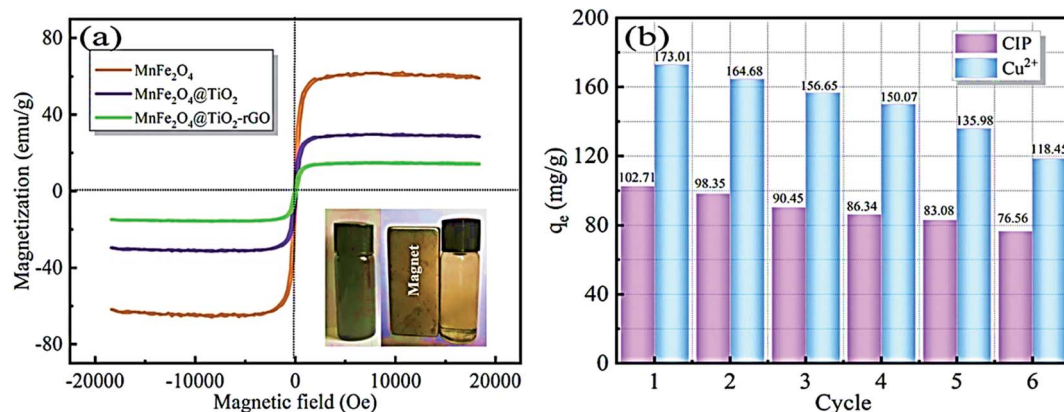 (a)
80
40
0
-40
-80
Magnetization (emu/g)
MnFe₂O₄
MnFe₂O₄@TiO₂
MnFe₂O₄@TiO₂-rGO
Magnet
-20000 -10000 0 10000 20000
Magnetic field (Oe)
(b)
200
160
120
80
40
0
qₑ (mg/g)
CIP
Cu²⁺
102.71 173.01
98.35 164.68
90.45 156.65
86.34 150.07
83.08 135.98
76.56 118.45
1 2 3 4 5 6
Cycle